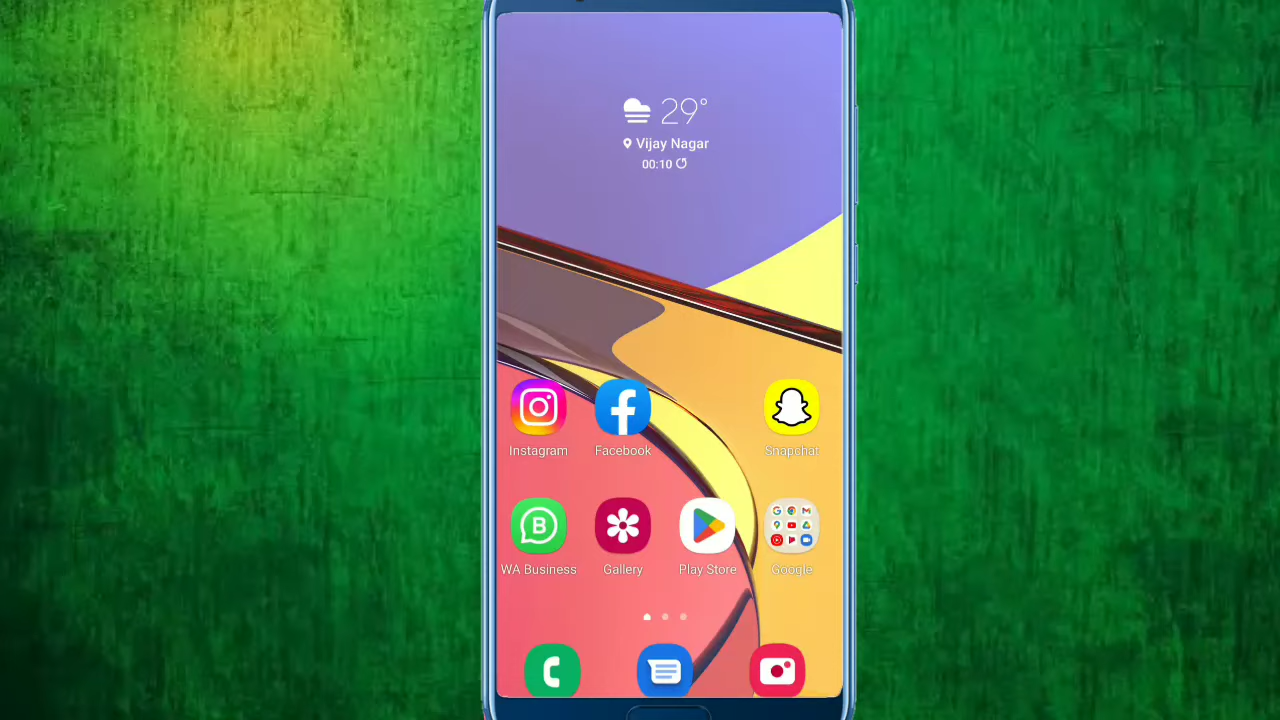 29°
Vijay Nagar
00:10
Instagram
Facebook
Snapchat
WA Business
Gallery
Play Store
Google